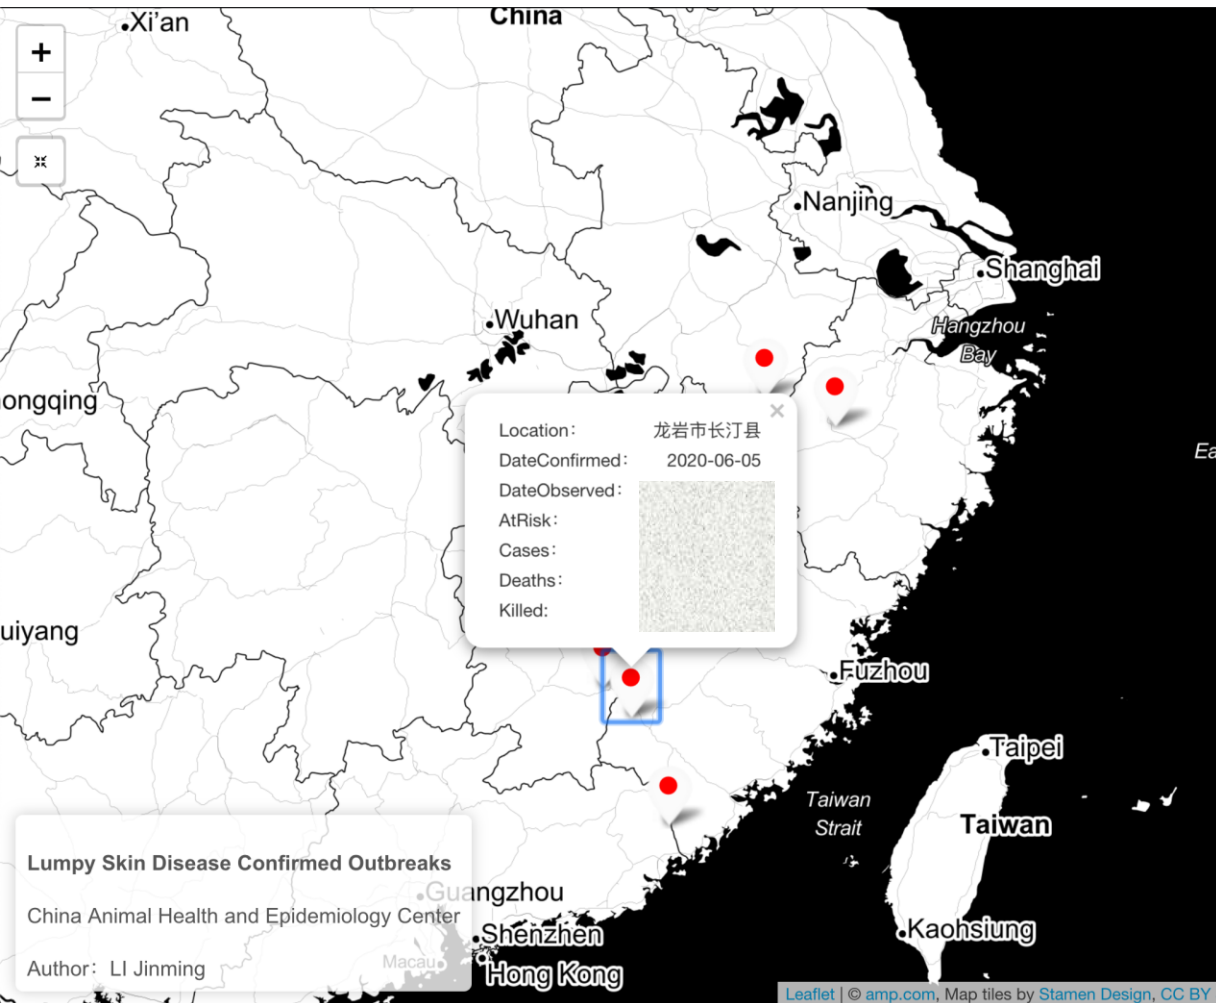 China
Xi’an
+
−
Nanjing
Shanghai
Wuhan
Hangzhou
Bay
ongqing
×
Location： 龙岩市长汀县
DateConfirmed： 2020-06-05
DateObserved：
AtRisk：
Cases：
Deaths：
Killed:
Ea
uiyang
Fuzhou
Taipei
Taiwan
Strait
Taiwan
Lumpy Skin Disease Confirmed Outbreaks
Guangzhou
China Animal Health and Epidemiology Center
Shenzhen
Kaohsiung
Author： LI Jinming
Macau
Hong Kong
Leaflet | © amp.com, Map tiles by Stamen Design, CC BY